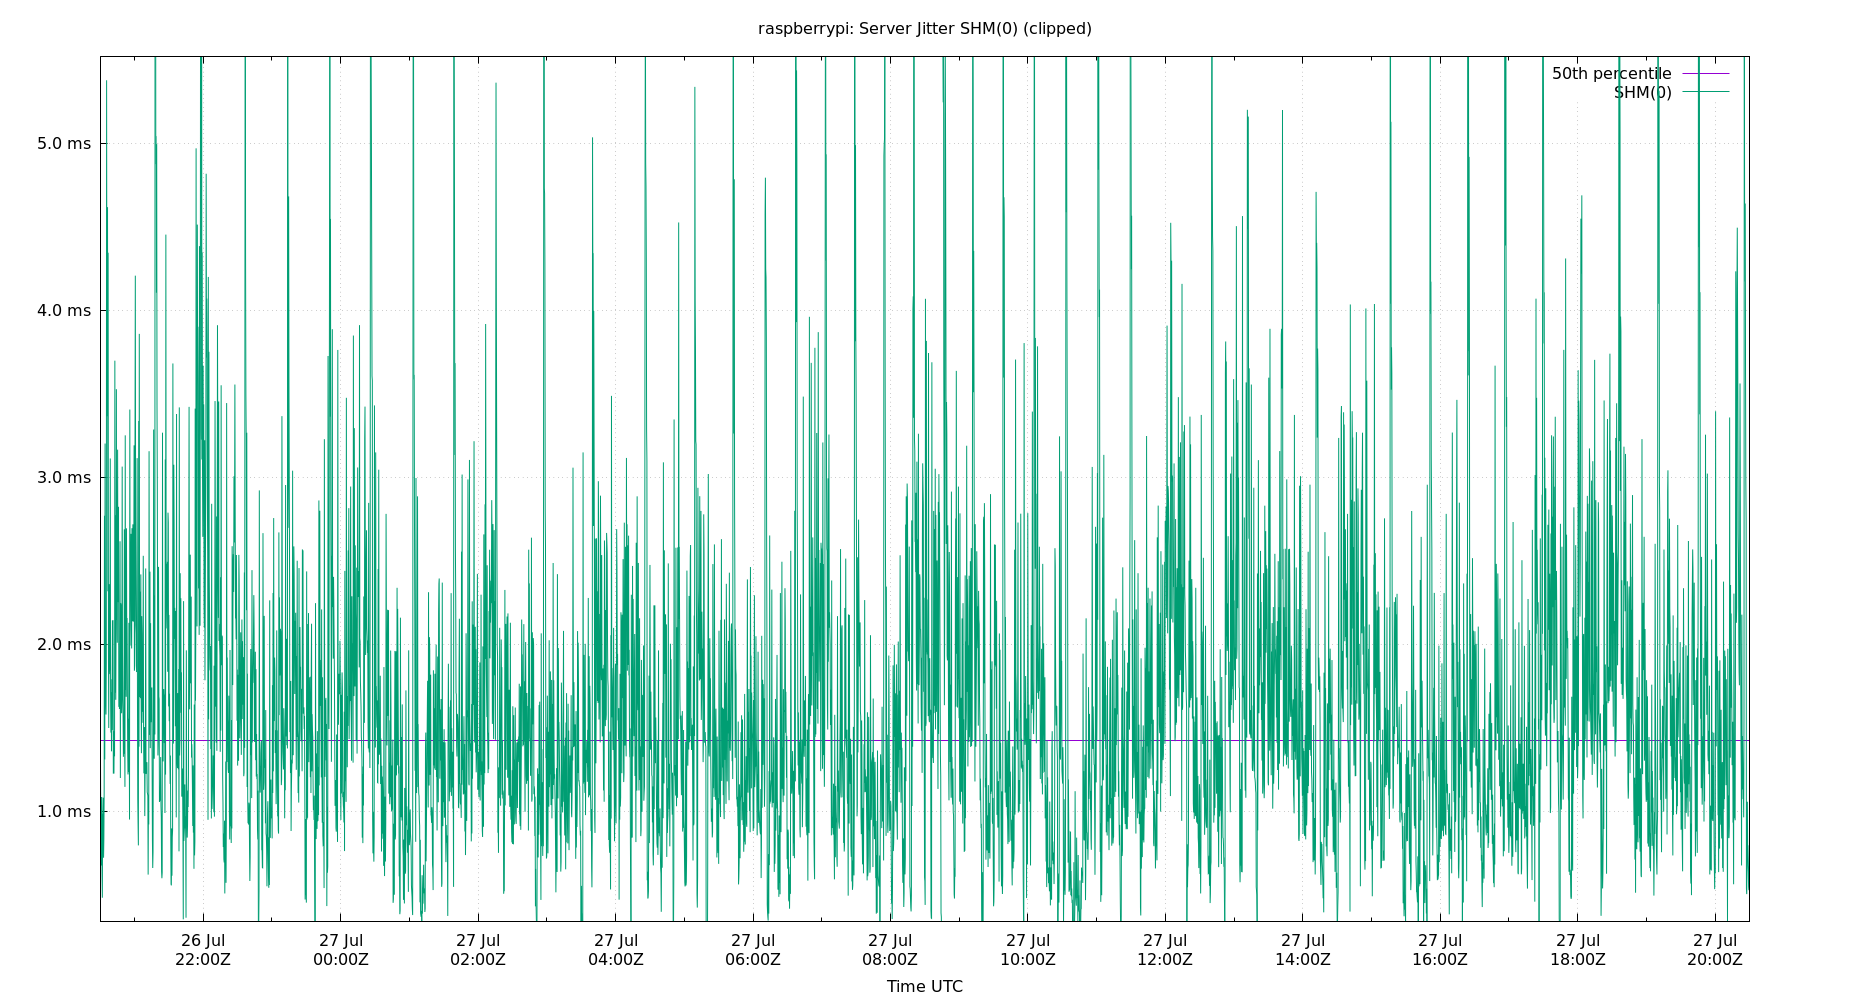 raspberrypi: Server Jitter SHM(0) (clipped)
50th percentile
SHM(0)
5.0 ms
4.0 ms
3.0 ms
2.0 ms
1.0 ms
26 Jul 27 Jul 27 Jul 27 Jul 27 Jul 27 Jul 27 Jul 27 Jul 27 Jul 27 Jul 27 Jul 27 Jul
22:00Z 00:00Z 02:00Z 04:00Z 06:00Z 08:00Z 10:00Z 12:00Z 14:00Z 16:00Z 18:00Z 20:00Z
Time UTC